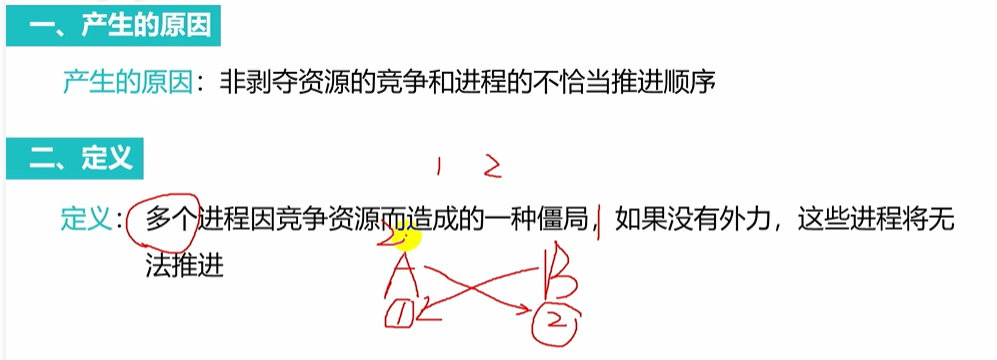 一、产生的原因
产生的原因：非剥夺资源的竞争和进程的不恰当推进顺序
二、定义
1 2
定义：多个进程因竞争资源而造成的一种僵局，如果没有外力，这些进程将无
法推进
2
A B
1 2 2